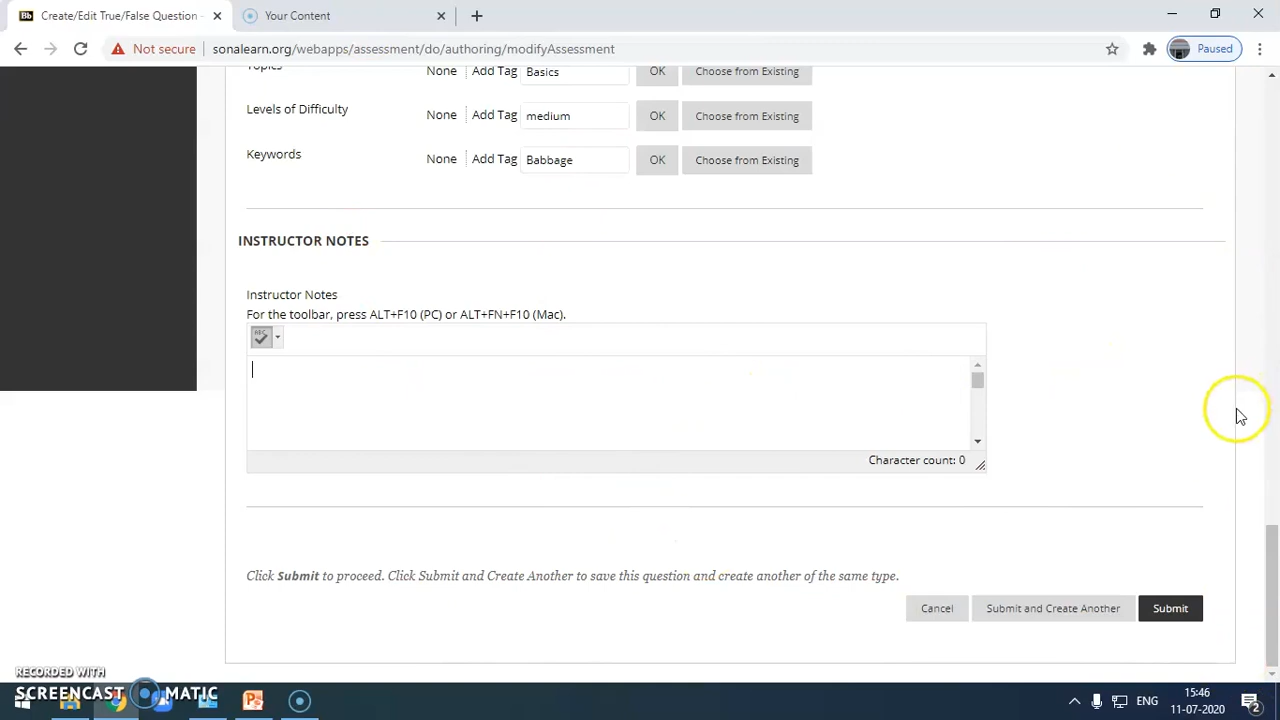 Bb Create/Edit True/False Question -
Your Content
Not secure
sonalearn.org/webapps/assessment/do/authoring/modifyAssessment
Paused
Topics None Add Tag Basics OK Choose from Existing
Levels of Difficulty None Add Tag medium OK Choose from Existing
Keywords None Add Tag Babbage OK Choose from Existing
INSTRUCTOR NOTES
Instructor Notes
For the toolbar, press ALT+F10 (PC) or ALT+FN+F10 (Mac).
ABC
Character count: 0
Click Submit to proceed. Click Submit and Create Another to save this question and create another of the same type.
Cancel Submit and Create Another Submit
RECORDED WITH
SCREENCAST MATIC
ENG
15:46
11-07-2020
2